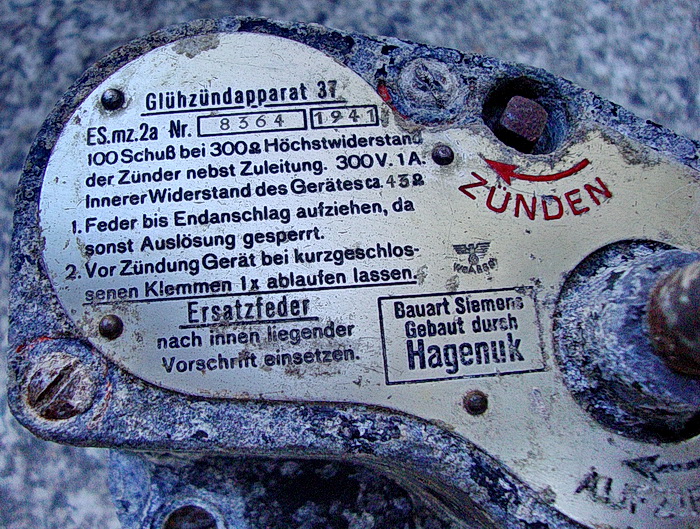 Glühzündapparat 37
ES.mz.2a Nr. 8364 1941
100 Schuß bei 300Ω Höchstwiderstand
der Zünder nebst Zuleitung. 300 V. 1 A.
Innerer Widerstand des Gerätes ca. 43Ω
1. Feder bis Endanschlag aufziehen, da
sonst Auslösung gesperrt.
2. Vor Zündung Gerät bei kurzgeschlos-
senen Klemmen 1x ablaufen lassen.
Ersatzfeder
nach innen liegender
Vorschrift einsetzen.
ZÜNDEN
Bauart Siemens
Gebaut durch
Hagenuk